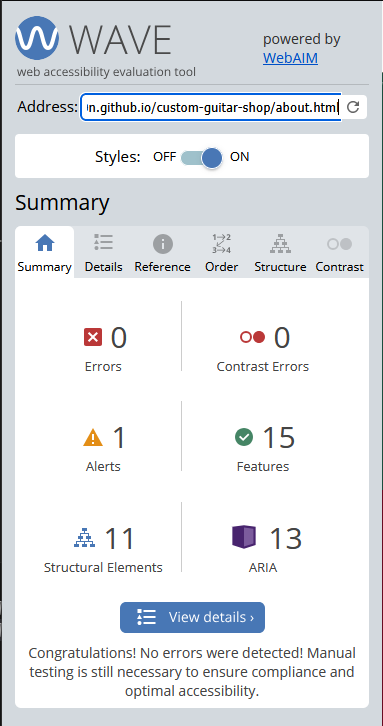 WAVE
powered by
WebAIM
web accessibility evaluation tool
Address: n.github.io/custom-guitar-shop/about.html
Styles: OFF ON
Summary
Summary Details Reference Order Structure Contrast
0 0
Errors Contrast Errors
1 15
Alerts Features
11 13
Structural Elements ARIA
View details ›
Congratulations! No errors were detected! Manual
testing is still necessary to ensure compliance and
optimal accessibility.